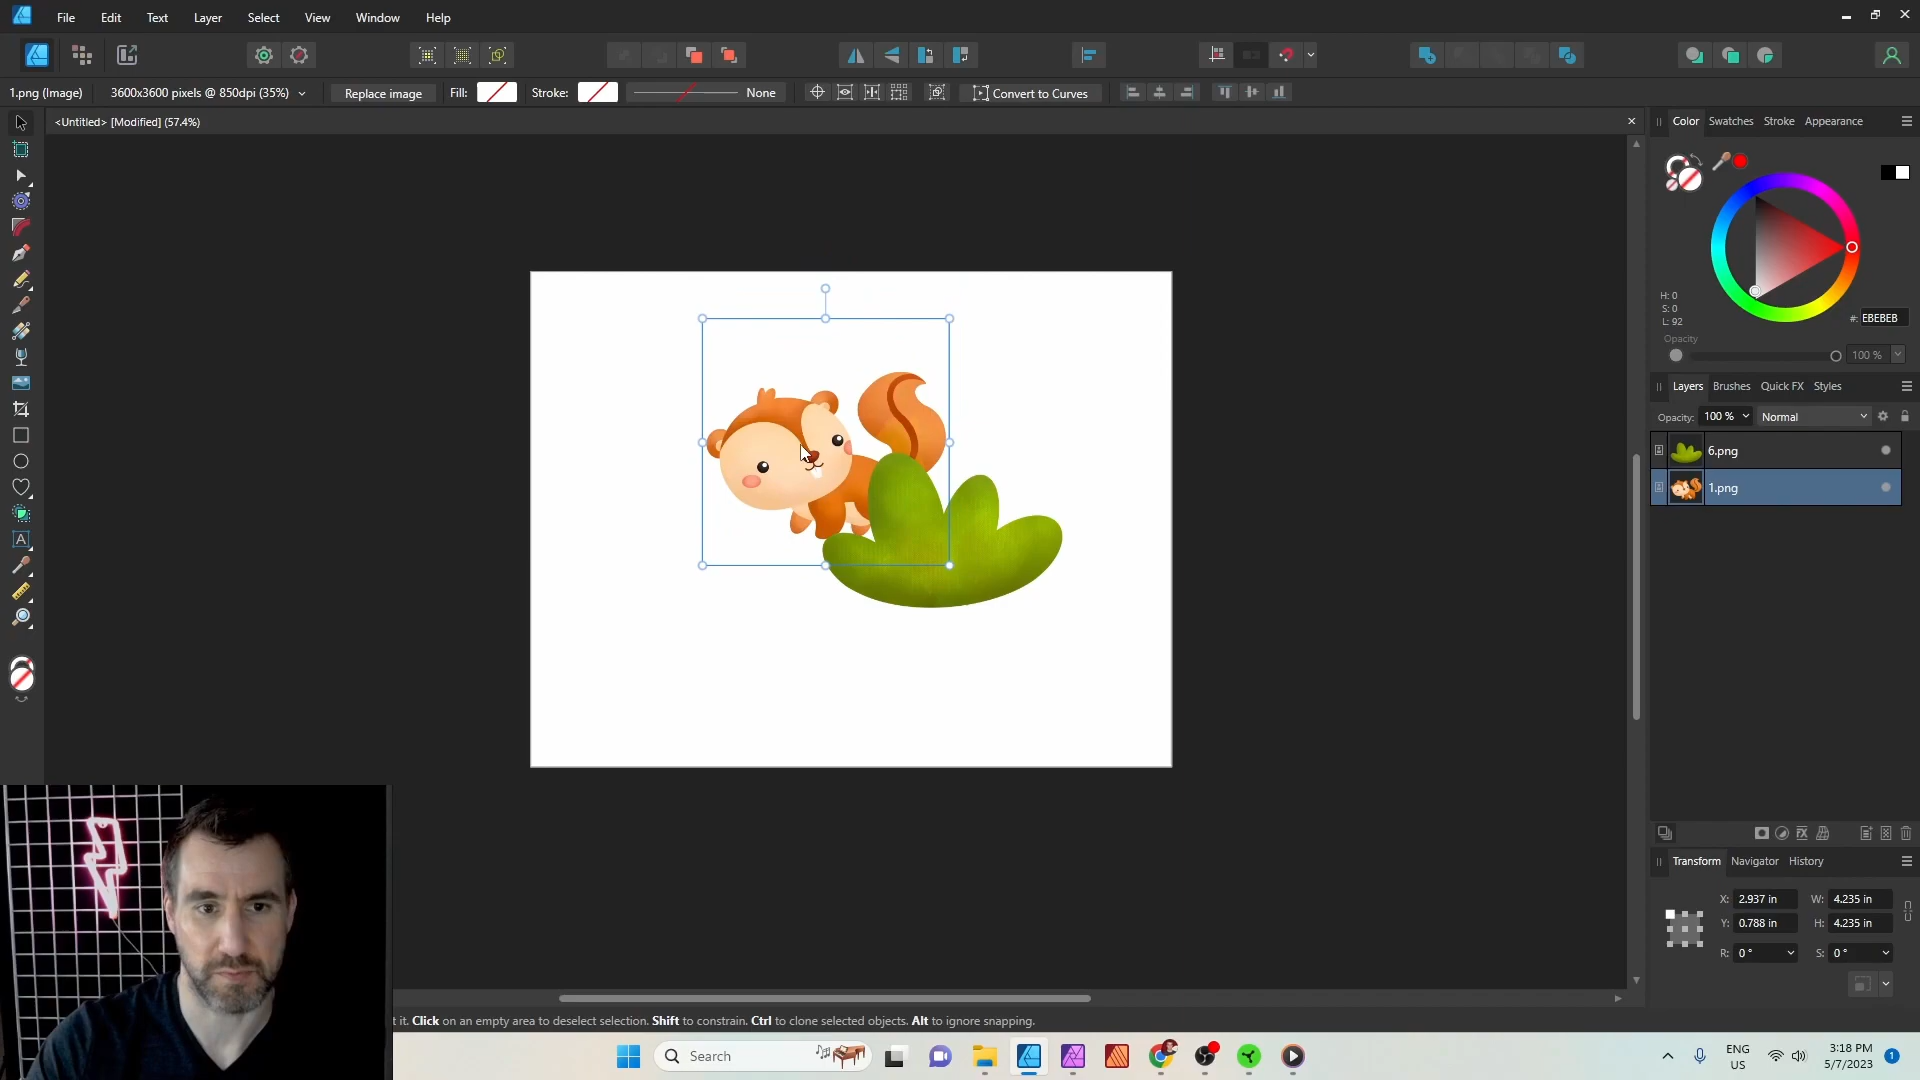 File Edit Text Layer Select View Window Help
1.png (Image) 3600x3600 pixels @ 850dpi (35%) Replace image Fill: Stroke: None Convert to Curves
<Untitled> [Modified] (57.4%)
Color Swatches Stroke Appearance
H: 0
S: 0
L: 92
#: EBEBEB
Opacity
100 %
Layers Brushes Quick FX Styles
Opacity: 100 % Normal
6.png
1.png
Transform Navigator History
X: 2.937 in W: 4.235 in
Y: 0.788 in H: 4.235 in
R: 0 ° S: 0 °
t it. Click on an empty area to deselect selection. Shift to constrain. Ctrl to clone selected objects. Alt to ignore snapping.
Search
ENG
US
3:18 PM
5/7/2023
1